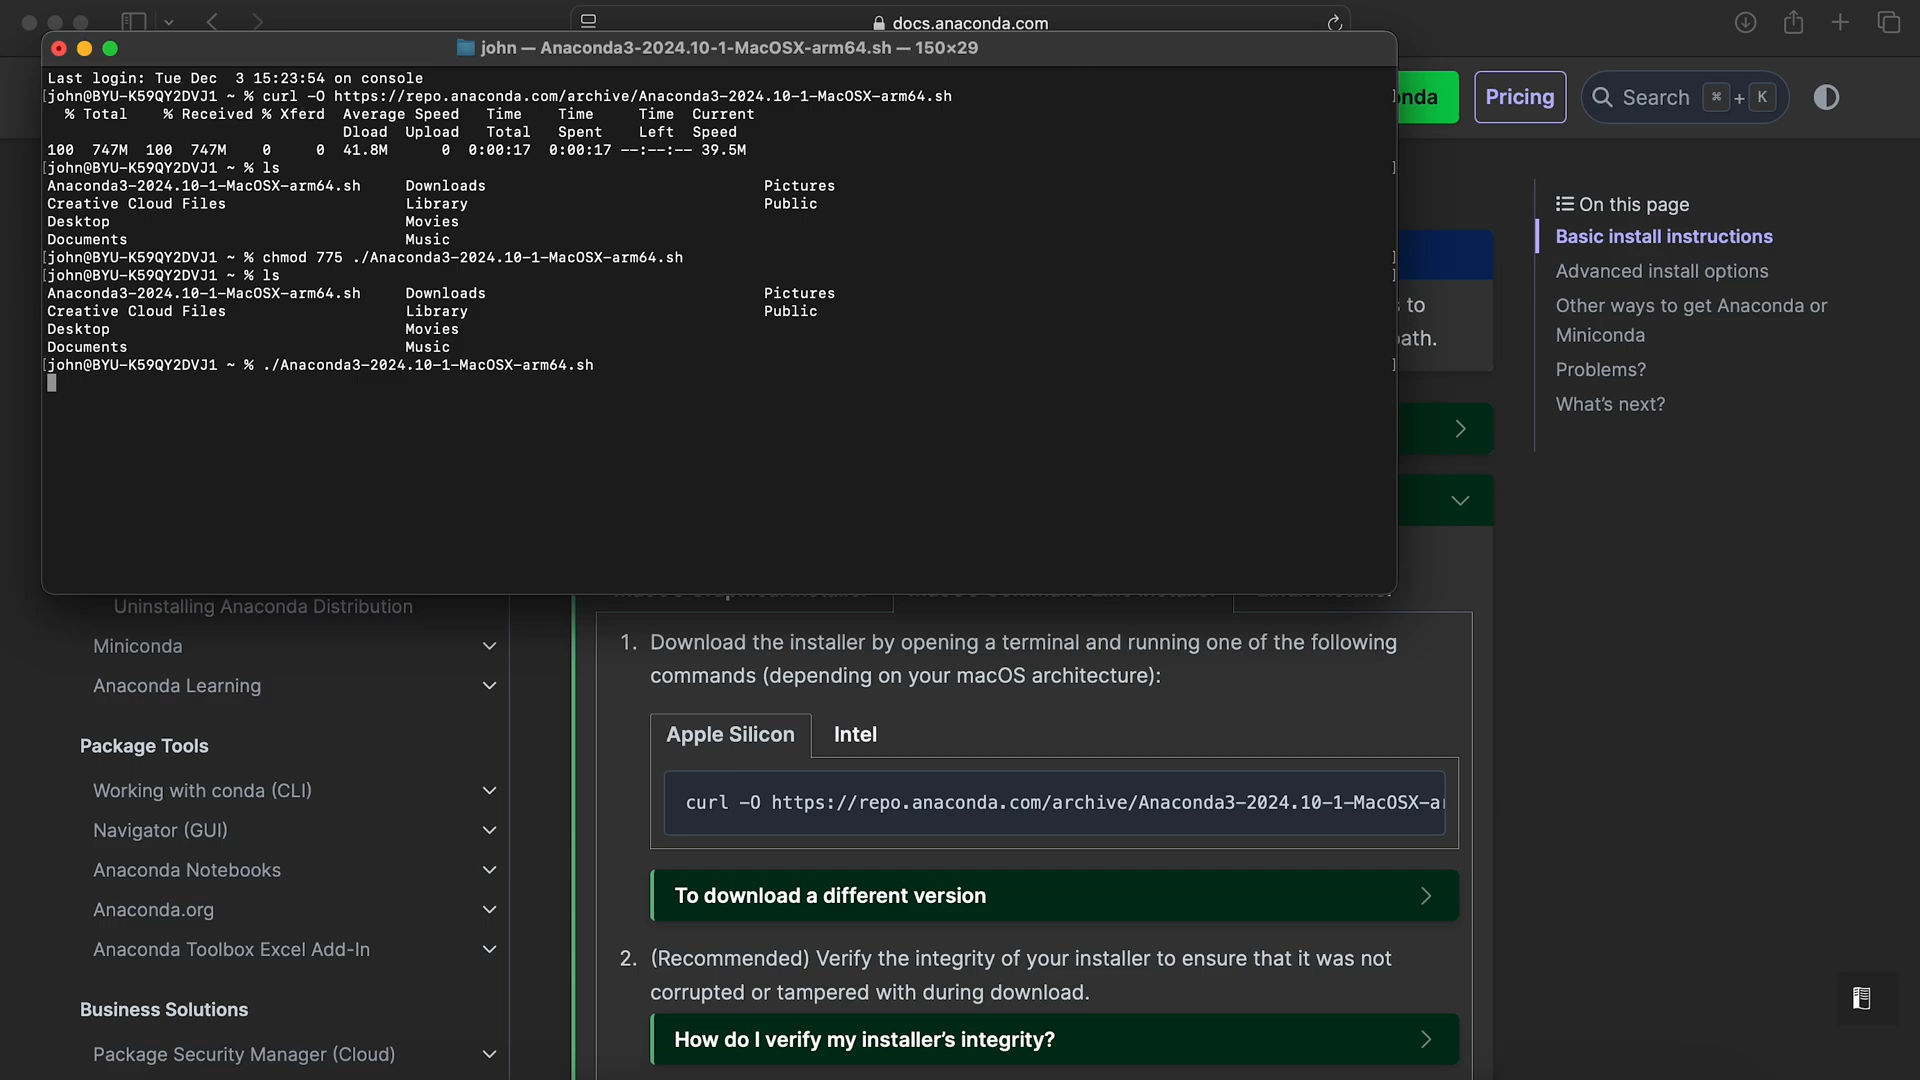 docs.anaconda.com
john — Anaconda3-2024.10-1-MacOSX-arm64.sh — 150×29
Last login: Tue Dec  3 15:23:54 on console
[john@BYU-K59QY2DVJ1 ~ % curl -O https://repo.anaconda.com/archive/Anaconda3-2024.10-1-MacOSX-arm64.sh ]
  % Total    % Received % Xferd  Average Speed   Time    Time     Time  Current
                                 Dload  Upload   Total   Spent    Left  Speed
100  747M  100  747M    0     0  41.8M      0  0:00:17  0:00:17 --:--:-- 39.5M
[john@BYU-K59QY2DVJ1 ~ % ls ]
Anaconda3-2024.10-1-MacOSX-arm64.sh     Downloads                               Pictures
Creative Cloud Files                    Library                                 Public
Desktop                                 Movies
Documents                               Music
[john@BYU-K59QY2DVJ1 ~ % chmod 775 ./Anaconda3-2024.10-1-MacOSX-arm64.sh ]
[john@BYU-K59QY2DVJ1 ~ % ls ]
Anaconda3-2024.10-1-MacOSX-arm64.sh     Downloads                               Pictures
Creative Cloud Files                    Library                                 Public
Desktop                                 Movies
Documents                               Music
[john@BYU-K59QY2DVJ1 ~ % ./Anaconda3-2024.10-1-MacOSX-arm64.sh ]
nda
Pricing
Search ⌘ + K
to
ath.
On this page
Basic install instructions
Advanced install options
Other ways to get Anaconda or
Miniconda
Problems?
What's next?
Uninstalling Anaconda Distribution
Miniconda
Anaconda Learning
Package Tools
Working with conda (CLI)
Navigator (GUI)
Anaconda Notebooks
Anaconda.org
Anaconda Toolbox Excel Add-In
Business Solutions
Package Security Manager (Cloud)
1. Download the installer by opening a terminal and running one of the following
commands (depending on your macOS architecture):
Apple Silicon
Intel
curl -O https://repo.anaconda.com/archive/Anaconda3-2024.10-1-MacOSX-a
To download a different version
2. (Recommended) Verify the integrity of your installer to ensure that it was not
corrupted or tampered with during download.
How do I verify my installer's integrity?